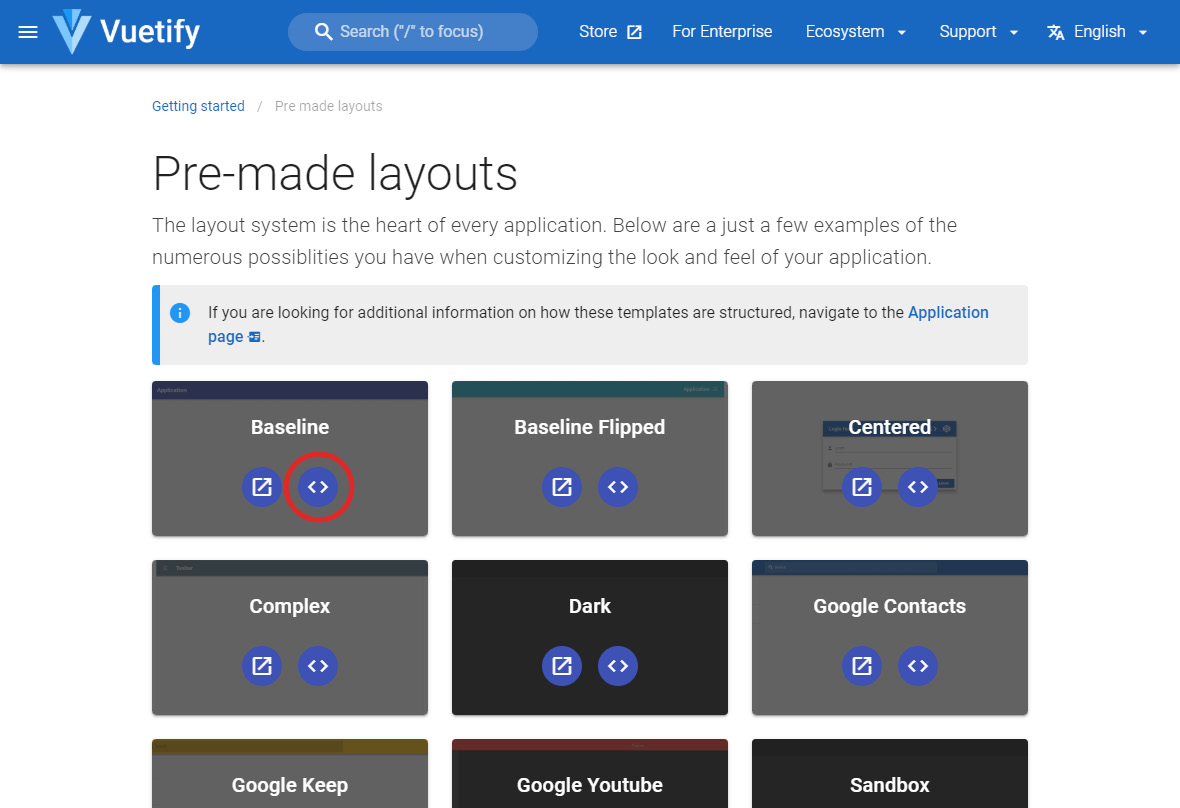 Vuetify
Search ("/" to focus)
Store
For Enterprise
Ecosystem
Support
English
Getting started / Pre made layouts
Pre-made layouts
The layout system is the heart of every application. Below are a just a few examples of the
numerous possiblities you have when customizing the look and feel of your application.
If you are looking for additional information on how these templates are structured, navigate to the Application
page.
Application
Application
Baseline
Baseline Flipped
Centered
Complex
Dark
Google Contacts
Google Keep
Google Youtube
Sandbox